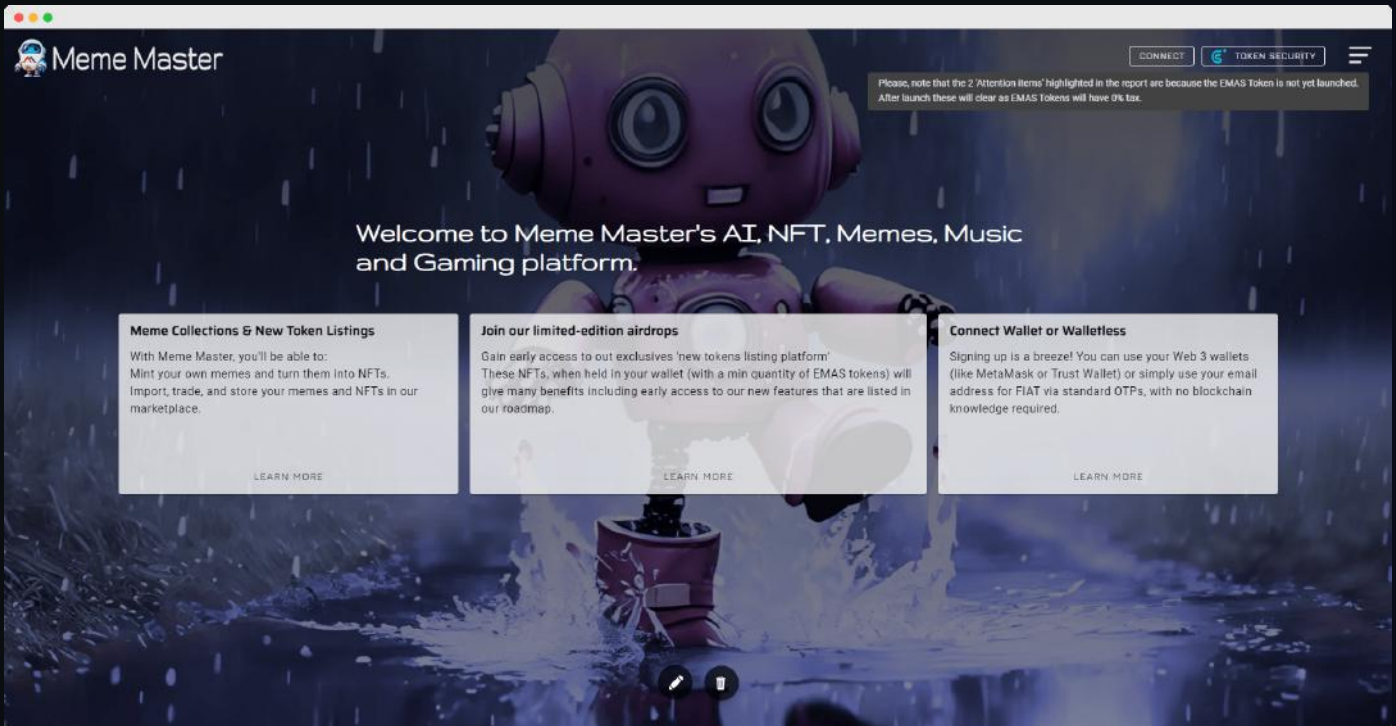 Meme Master
CONNECT
TOKEN SECURITY
Please, note that the 2 'Attention items' highlighted in the report are because the EMAS Token is not yet launched.
After launch these will clear as EMAS Tokens will have 0% tax.
Welcome to Meme Master's AI, NFT, Memes, Music
and Gaming platform.
Meme Collections & New Token Listings
With Meme Master, you'll be able to:
Mint your own memes and turn them into NFTs.
Import, trade, and store your memes and NFTs in our
marketplace.
LEARN MORE
Join our limited-edition airdrops
Gain early access to out exclusives 'new tokens listing platform'
These NFTs, when held in your wallet (with a min quantity of EMAS tokens) will
give many benefits including early access to our new features that are listed in
our roadmap.
LEARN MORE
Connect Wallet or Walletless
Signing up is a breeze! You can use your Web 3 wallets
(like MetaMask or Trust Wallet) or simply use your email
address for FIAT via standard OTPs, with no blockchain
knowledge required.
LEARN MORE